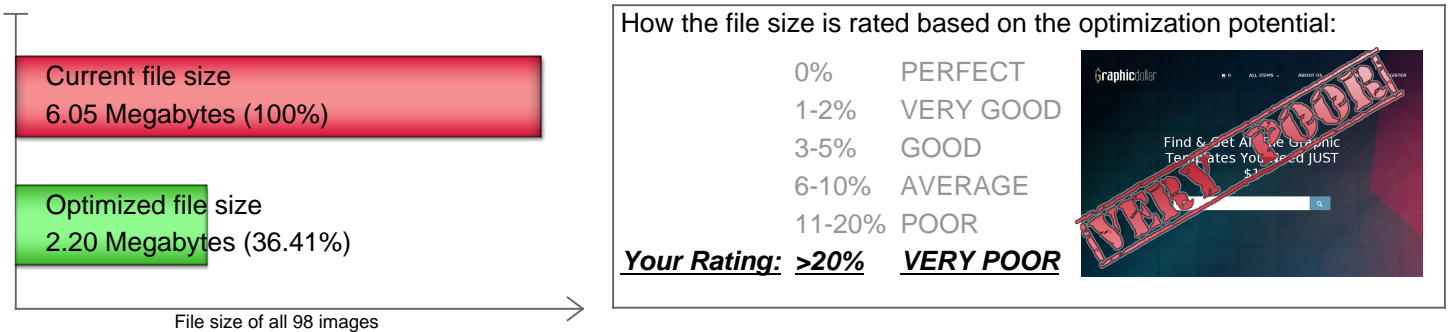 Current file size
6.05 Megabytes (100%)
Optimized file size
2.20 Megabytes (36.41%)
File size of all 98 images
How the file size is rated based on the optimization potential:
0% PERFECT
1-2% VERY GOOD
3-5% GOOD
6-10% AVERAGE
11-20% POOR
Your Rating: >20% VERY POOR
graphicdollar
0 ALL ITEMS ABOUT US
Find & Get All the Graphic
Templates You Need JUST
VERY POOR